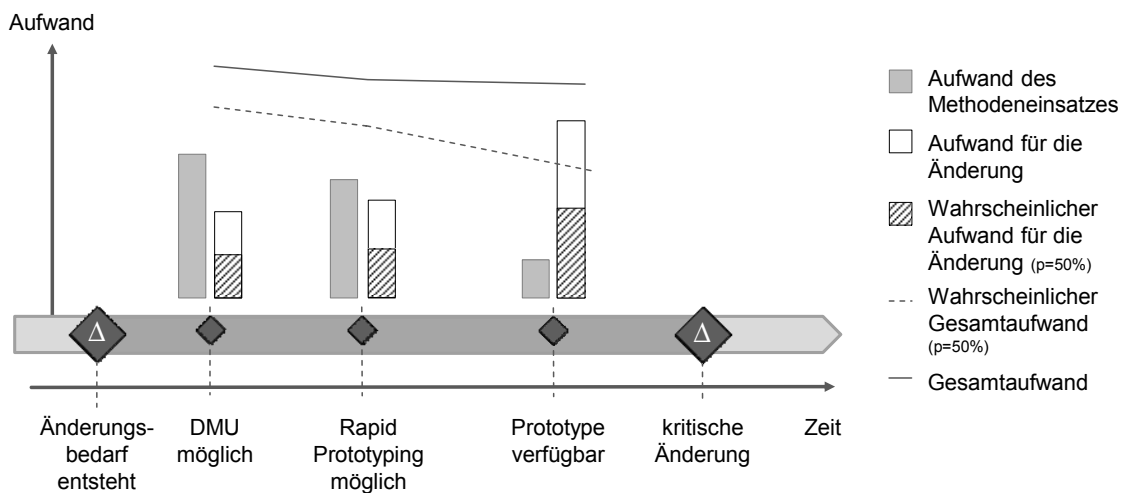 Aufwand
Aufwand des
Methodeneinsatzes
Aufwand für die
Änderung
Wahrscheinlicher
Aufwand für die
Änderung (p=50%)
Wahrscheinlicher
Gesamtaufwand
(p=50%)
Gesamtaufwand
Δ
Δ
Änderungs-
bedarf
entsteht
DMU
möglich
Rapid
Prototyping
möglich
Prototype
verfügbar
kritische
Änderung
Zeit